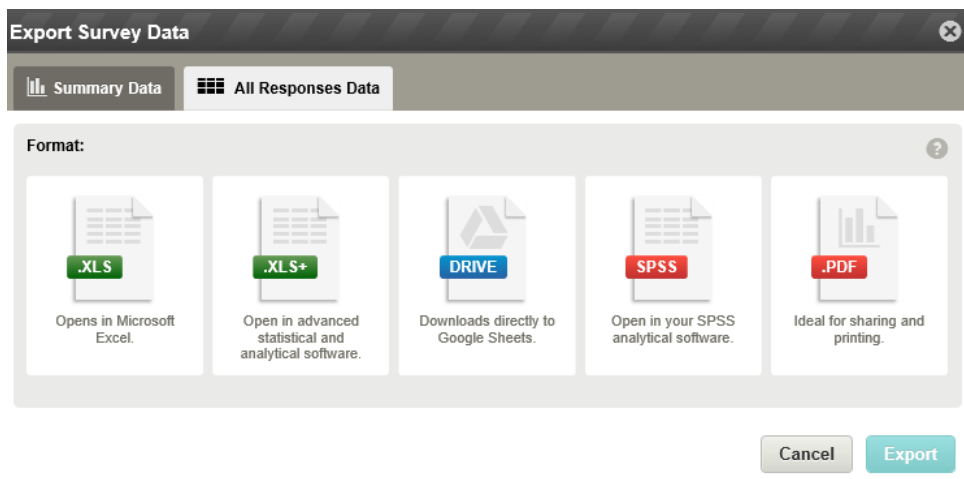 Export Survey Data
Summary Data
All Responses Data
Format:
?
.XLS
Opens in Microsoft
Excel.
.XLS+
Open in advanced
statistical and
analytical software.
DRIVE
Downloads directly to
Google Sheets.
SPSS
Open in your SPSS
analytical software.
.PDF
Ideal for sharing and
printing.
Cancel
Export